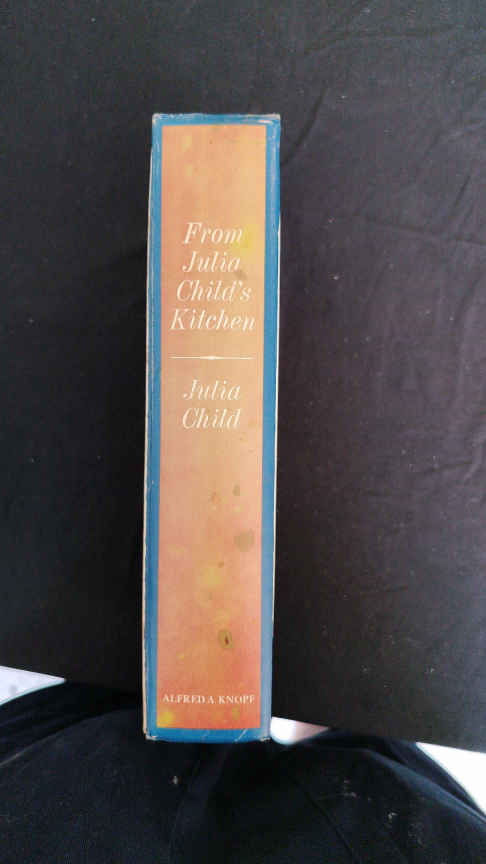 From
Julia
Child's
Kitchen
Julia
Child
ALFRED A KNOPF